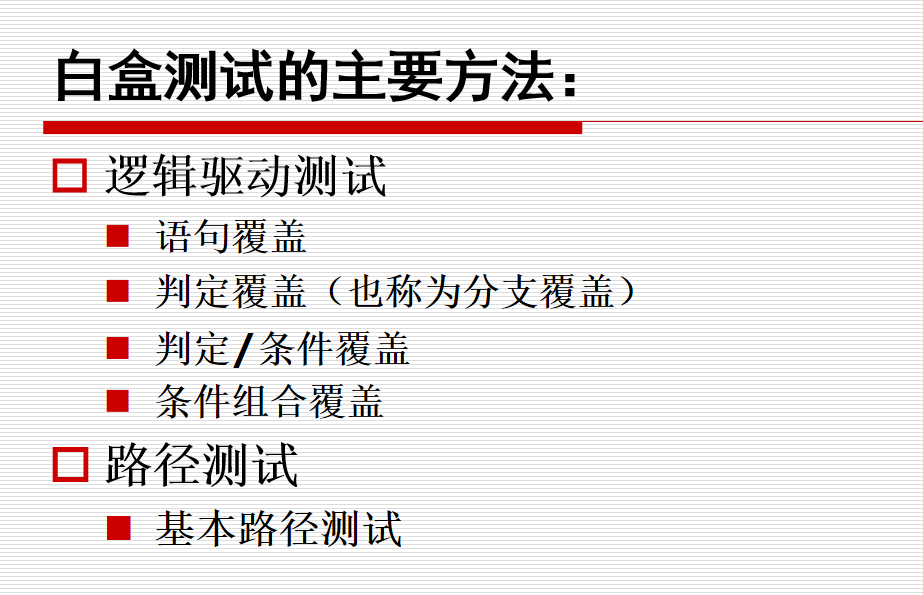 白盒测试的主要方法：
逻辑驱动测试
语句覆盖
判定覆盖（也称为分支覆盖）
判定/条件覆盖
条件组合覆盖
路径测试
基本路径测试